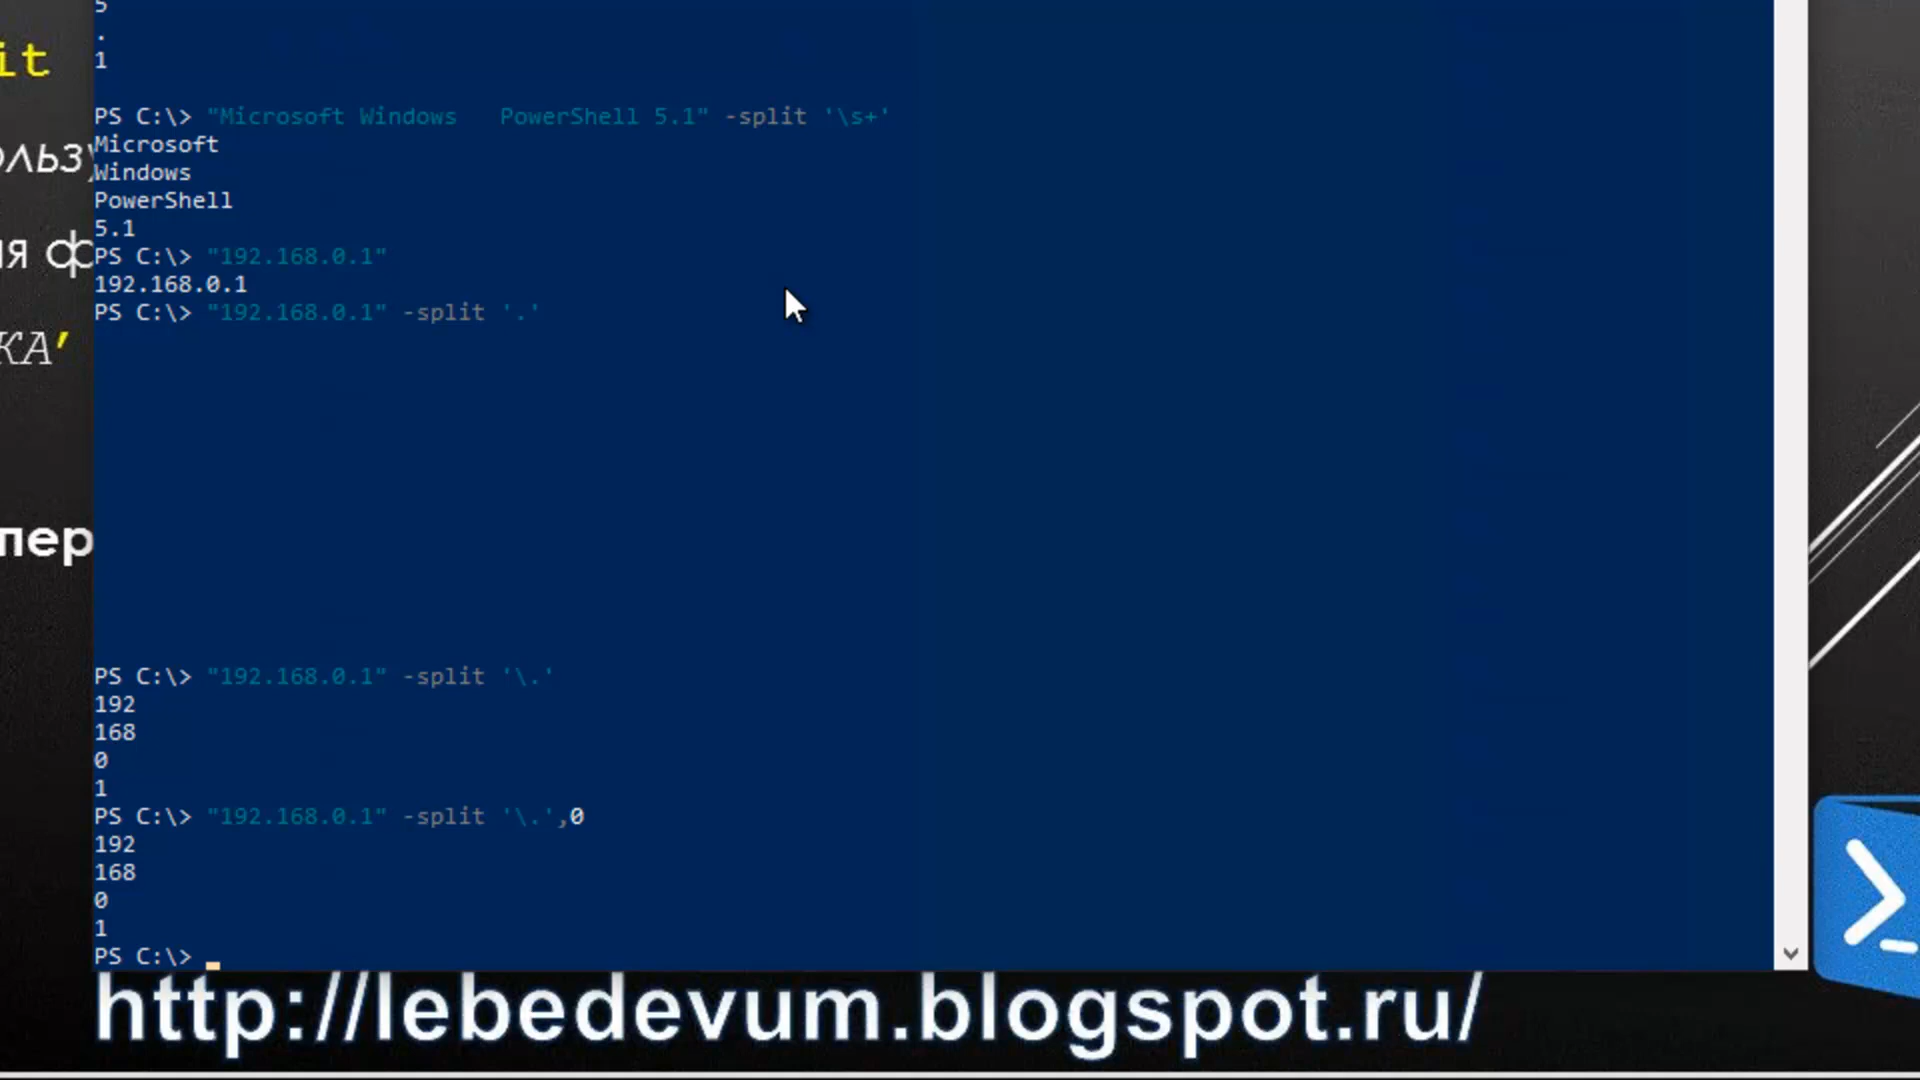 5
.
1
it
PS C:\> "Microsoft Windows   PowerShell 5.1" -split '\s+'
Microsoft
ольз
Windows
PowerShell
5.1
ия ф
PS C:\> "192.168.0.1"
192.168.0.1
PS C:\> "192.168.0.1" -split '.'
КА'
пер
PS C:\> "192.168.0.1" -split '\.'
192
168
0
1
PS C:\> "192.168.0.1" -split '\.',0
192
168
0
1
PS C:\>
http://lebedevum.blogspot.ru/